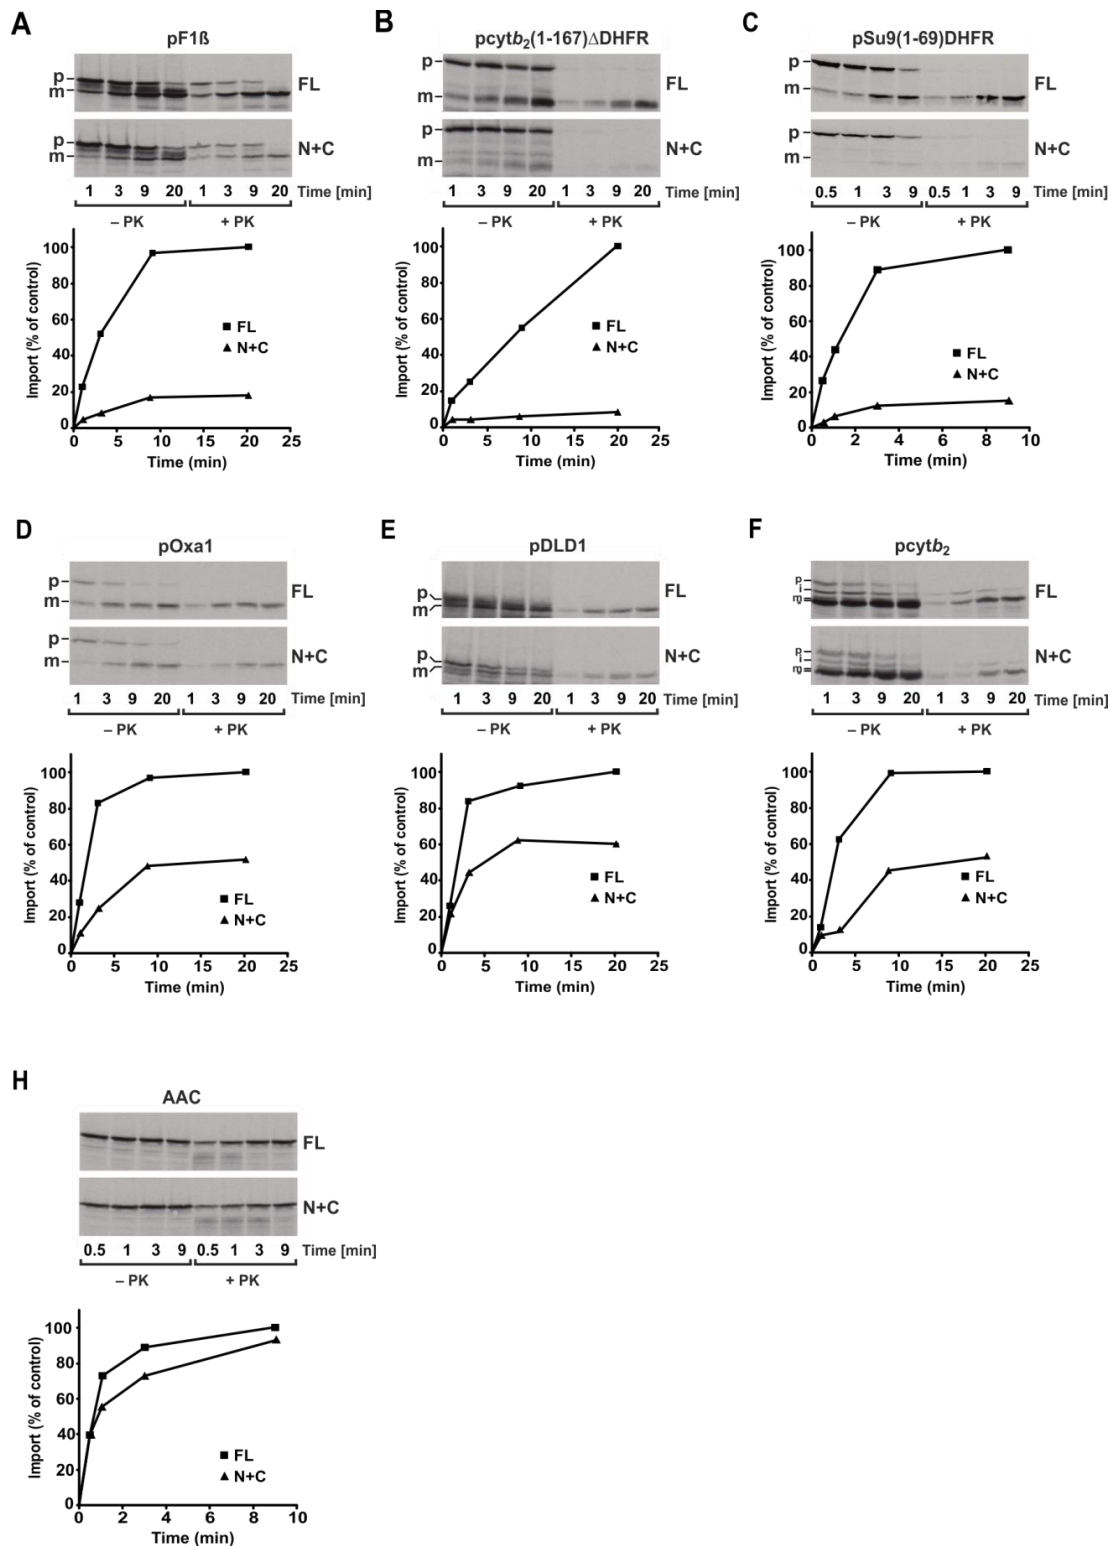 A
pF1ß
p
m
FL
p
m
N+C
1 3 9 20 1 3 9 20 Time [min]
– PK + PK
Import (% of control)
100
80
60
40
20
0
FL
N+C
0 5 10 15 20 25
Time (min)
B
pcytb₂(1-167)ΔDHFR
p
m
FL
p
m
N+C
1 3 9 20 1 3 9 20 Time [min]
– PK + PK
Import (% of control)
100
80
60
40
20
0
FL
N+C
0 5 10 15 20 25
Time (min)
C
pSu9(1-69)DHFR
p
m
FL
p
m
N+C
0.5 1 3 9 0.5 1 3 9 Time [min]
– PK + PK
Import (% of control)
100
80
60
40
20
0
FL
N+C
0 2 4 6 8 10
Time (min)
D
pOxa1
p
m
FL
p
m
N+C
1 3 9 20 1 3 9 20 Time [min]
– PK + PK
Import (% of control)
100
80
60
40
20
0
FL
N+C
0 5 10 15 20 25
Time (min)
E
pDLD1
p
m
FL
p
m
N+C
1 3 9 20 1 3 9 20 Time [min]
– PK + PK
Import (% of control)
100
80
60
40
20
0
FL
N+C
0 5 10 15 20 25
Time (min)
F
pcytb₂
p
i
m
FL
p
i
m
N+C
1 3 9 20 1 3 9 20 Time [min]
– PK + PK
Import (% of control)
100
80
60
40
20
0
FL
N+C
0 5 10 15 20 25
Time (min)
H
AAC
FL
N+C
0.5 1 3 9 0.5 1 3 9 Time [min]
– PK + PK
Import (% of control)
100
80
60
40
20
0
FL
N+C
0 2 4 6 8 10
Time (min)